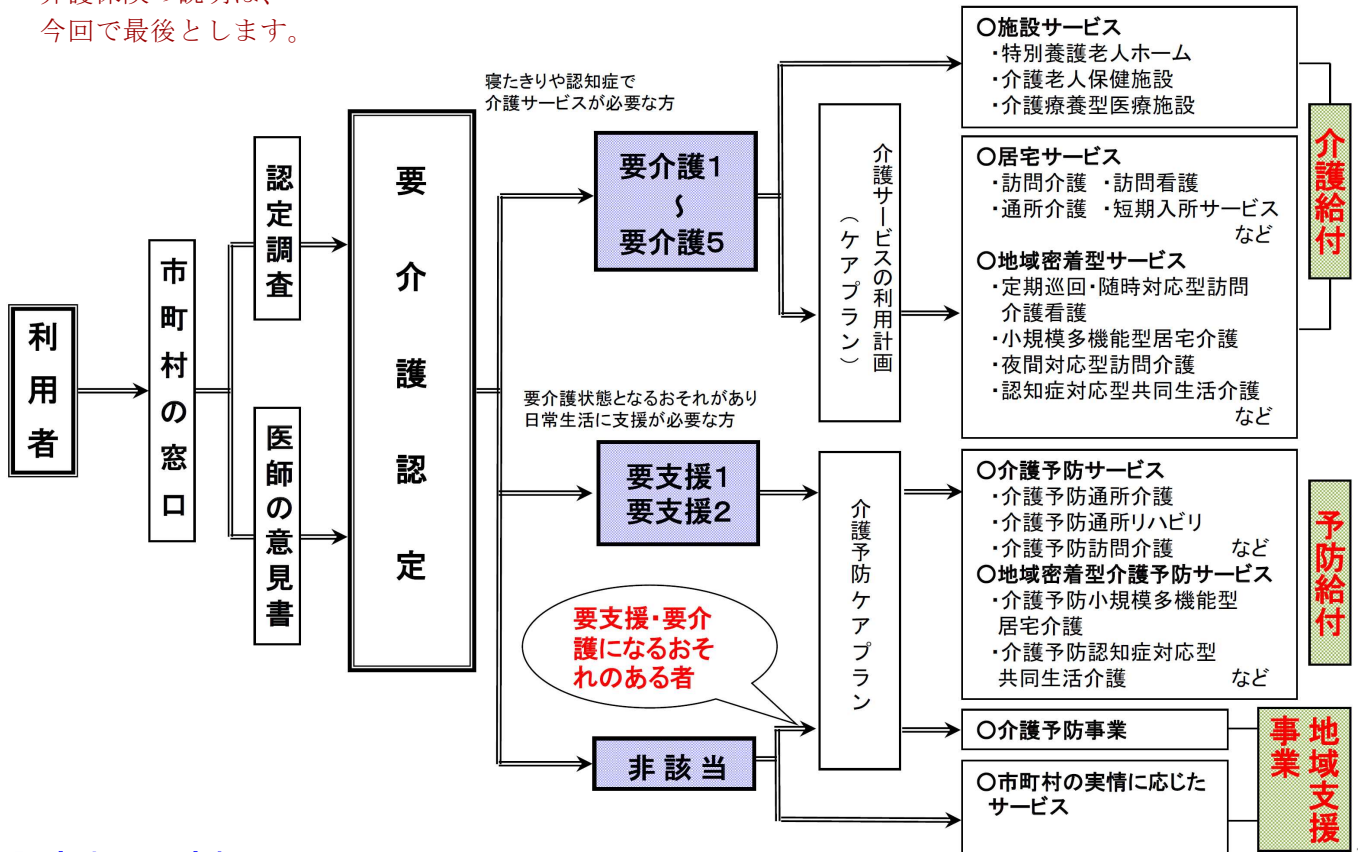 今回で最後とします。
利用者
市町村の窓口
認定調査
医師の意見書
要介護認定
寝たきりや認知症で
介護サービスが必要な方
要介護1
～
要介護5
要介護状態となるおそれがあり
日常生活に支援が必要な方
要支援1
要支援2
要支援・要介
護になるおそ
れのある者
非該当
介護サービスの利用計画
（ケアプラン）
介護予防ケアプラン
○施設サービス
・特別養護老人ホーム
・介護老人保健施設
・介護療養型医療施設
○居宅サービス
・訪問介護 ・訪問看護
・通所介護 ・短期入所サービス
など
○地域密着型サービス
・定期巡回・随時対応型訪問
介護看護
・小規模多機能型居宅介護
・夜間対応型訪問介護
・認知症対応型共同生活介護
など
介護給付
○介護予防サービス
・介護予防通所介護
・介護予防通所リハビリ
・介護予防訪問介護 など
○地域密着型介護予防サービス
・介護予防小規模多機能型
居宅介護
・介護予防認知症対応型
共同生活介護 など
予防給付
○介護予防事業
○市町村の実情に応じた
サービス
地域支援
事業